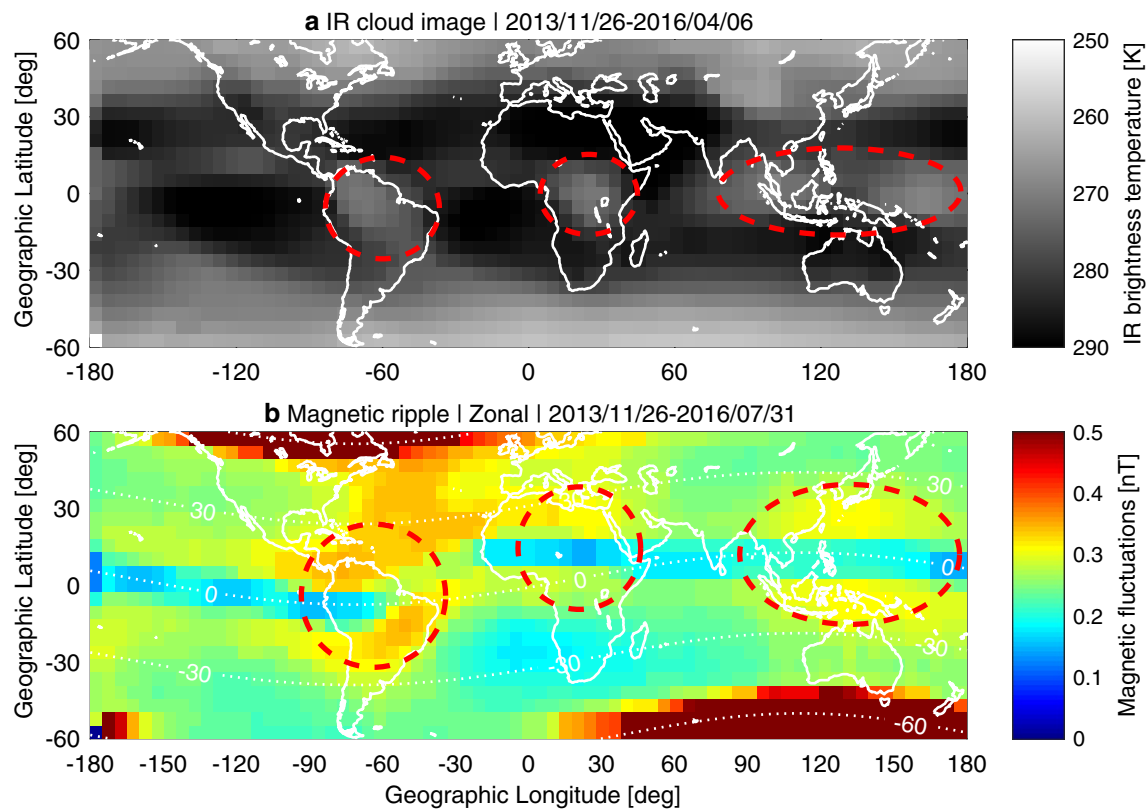 a IR cloud image | 2013/11/26-2016/04/06
60
30
0
-30
-60
Geographic Latitude [deg]
-180 -120 -60 0 60 120 180
250
260
270
280
290
IR brightness temperature [K]
b Magnetic ripple | Zonal | 2013/11/26-2016/07/31
60
30
0
-30
-60
Geographic Latitude [deg]
30 30
0 0 0
-30 -30 -30
-60
-180 -150 -120 -90 -60 -30 0 30 60 90 120 150 180
Geographic Longitude [deg]
0.5
0.4
0.3
0.2
0.1
0
Magnetic fluctuations [nT]